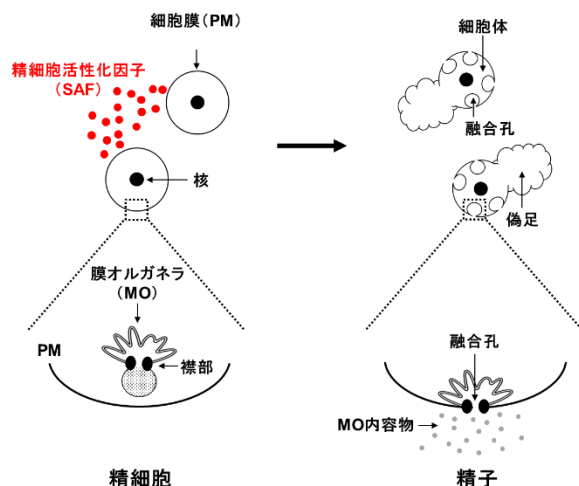 細胞膜(PM)
精細胞活性化因子
(SAF)
核
膜オルガネラ
(MO)
PM
襟部
精細胞
細胞体
融合孔
偽足
融合孔
MO内容物
精子